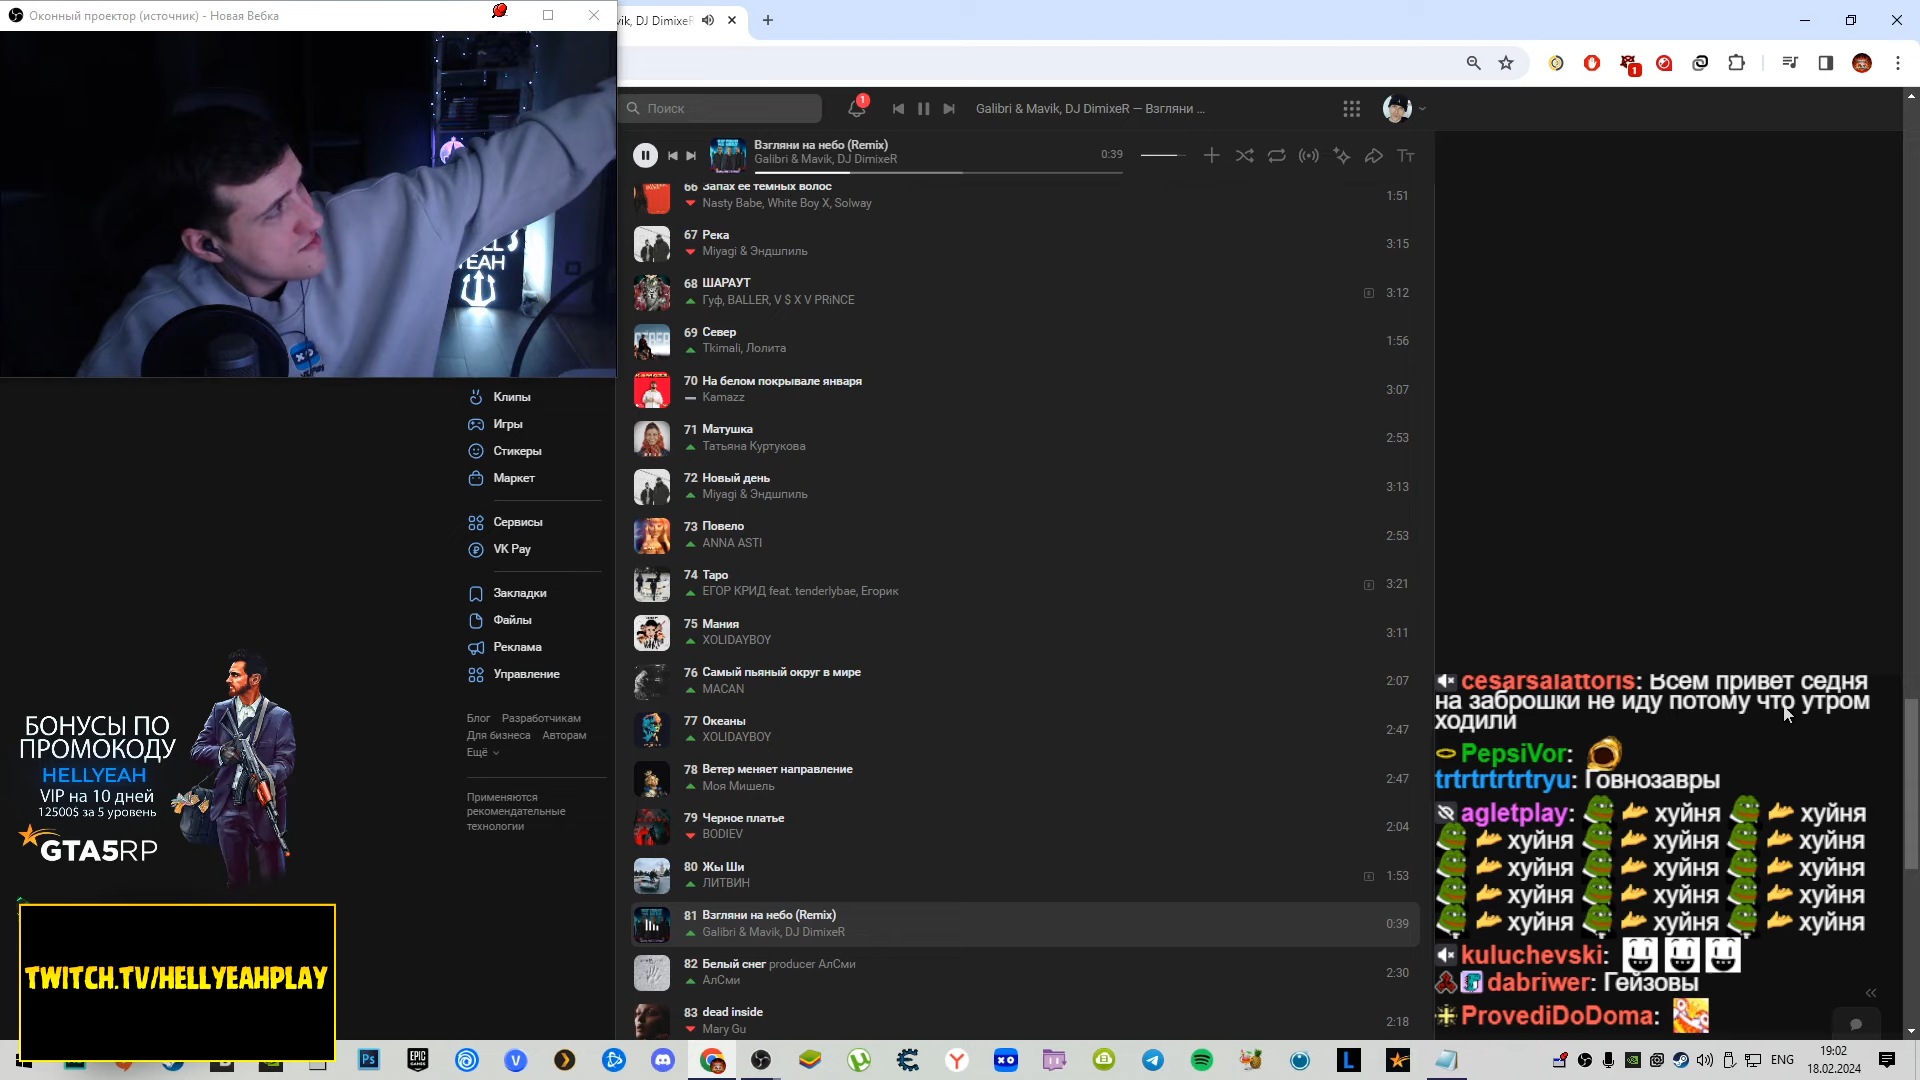 Оконный проектор (источник) - Новая Вебка
vik, DJ DimixeR
1
Поиск
1
Galibri & Mavik, DJ DimixeR — Взгляни ...
Взгляни на небо (Remix)
Galibri & Mavik, DJ DimixeR
0:39
66 Запах её тёмных волос
Nasty Babe, White Boy X, Solway
1:51
67 Река
Miyagi & Эндшпиль
3:15
68 ШАРАУТ
Гуф, BALLER, V $ X V PRiNCE
3:12
69 Север
Tkimali, Лолита
1:56
70 На белом покрывале января
Kamazz
3:07
71 Матушка
Татьяна Куртукова
2:53
72 Новый день
Miyagi & Эндшпиль
3:13
73 Повело
ANNA ASTI
2:53
74 Таро
ЕГОР КРИД feat. tenderlybae, Егорик
3:21
75 Мания
XOLIDAYBOY
3:11
76 Самый пьяный округ в мире
MACAN
2:07
77 Океаны
XOLIDAYBOY
2:47
78 Ветер меняет направление
Моя Мишель
2:47
79 Черное платье
BODIEV
2:04
80 Жы Ши
ЛИТВИН
1:53
81 Взгляни на небо (Remix)
Galibri & Mavik, DJ DimixeR
0:39
82 Белый снег producer АлСми
АлСми
2:30
83 dead inside
Mary Gu
2:18
YEAH
Клипы
Игры
Стикеры
Маркет
Сервисы
VK Pay
Закладки
Файлы
Реклама
Управление
Блог Разработчикам
Для бизнеса Авторам
Ещё
Применяются
рекомендательные
технологии
БОНУСЫ ПО
ПРОМОКОДУ
HELLYEAH
VIP на 10 дней
12500$ за 5 уровень
GTA5RP
TWITCH.TV/HELLYEAHPLAY
cesarsalattoris: Всем привет седня
на заброшки не иду потому что утром
ходили
PepsiVor:
trtrtrtrtrtryu: Говнозавры
agletplay: хуйня хуйня
хуйня хуйня хуйня
хуйня хуйня хуйня
хуйня хуйня хуйня
хуйня хуйня хуйня
kuluchevski:
dabriwer: Гейзовы
ProvediDoDoma:
ENG
19:02
18.02.2024